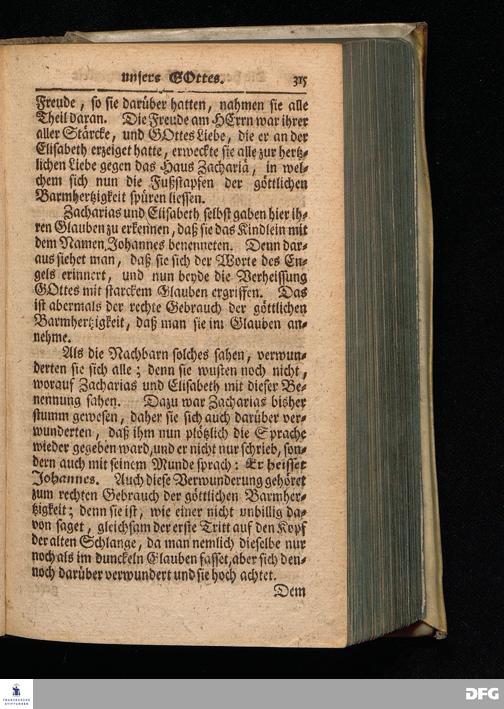 unsers GOttes. 315
Freude, so sie darüber hatten, nahmen sie alle
Theil daran. Die Freude am HErrn war ihrer
aller Stärcke, und GOttes Liebe, die er an der
Elisabeth erzeiget hatte, erweckte sie alle zur hertz-
lichen Liebe gegen das Haus Zachariä, in wel-
chem sich nun die Fußstapfen der göttlichen
Barmhertzigkeit spüren liessen.
Zacharias und Elisabeth selbst gaben hier ih-
ren Glauben zu erkennen, daß sie das Kindlein mit
dem Namen Johannes benenneten. Denn dar-
aus siehet man, daß sie sich der Worte des En-
gels erinnert, und nun beyde die Verheissung
GOttes mit starckem Glauben ergriffen. Das
ist abermals der rechte Gebrauch der göttlichen
Barmhertzigkeit, daß man sie im Glauben an-
nehme.
Als die Nachbarn solches sahen, verwun-
derten sie sich alle; denn sie wusten noch nicht,
worauf Zacharias und Elisabeth mit dieser Be-
nennung sahen. Dazu war Zacharias bisher
stumm gewesen, daher sie sich auch darüber ver-
wunderten, daß ihm nun plötzlich die Sprache
wieder gegeben ward, und er nicht nur schrieb, son-
dern auch mit seinem Munde sprach: Er heisset
Johannes. Auch diese Verwunderung gehöret
zum rechten Gebrauch der göttlichen Barmher-
tzigkeit; denn sie ist, wie einer nicht unbillig da-
von saget, gleichsam der erste Tritt auf den Kopf
der alten Schlange, da man nemlich dieselbe nur
noch als im dunckeln Glauben fasset, aber sich den-
noch darüber verwundert und sie hoch achtet.
Dem
FRANCKESCHE
STIFTUNGEN
DFG